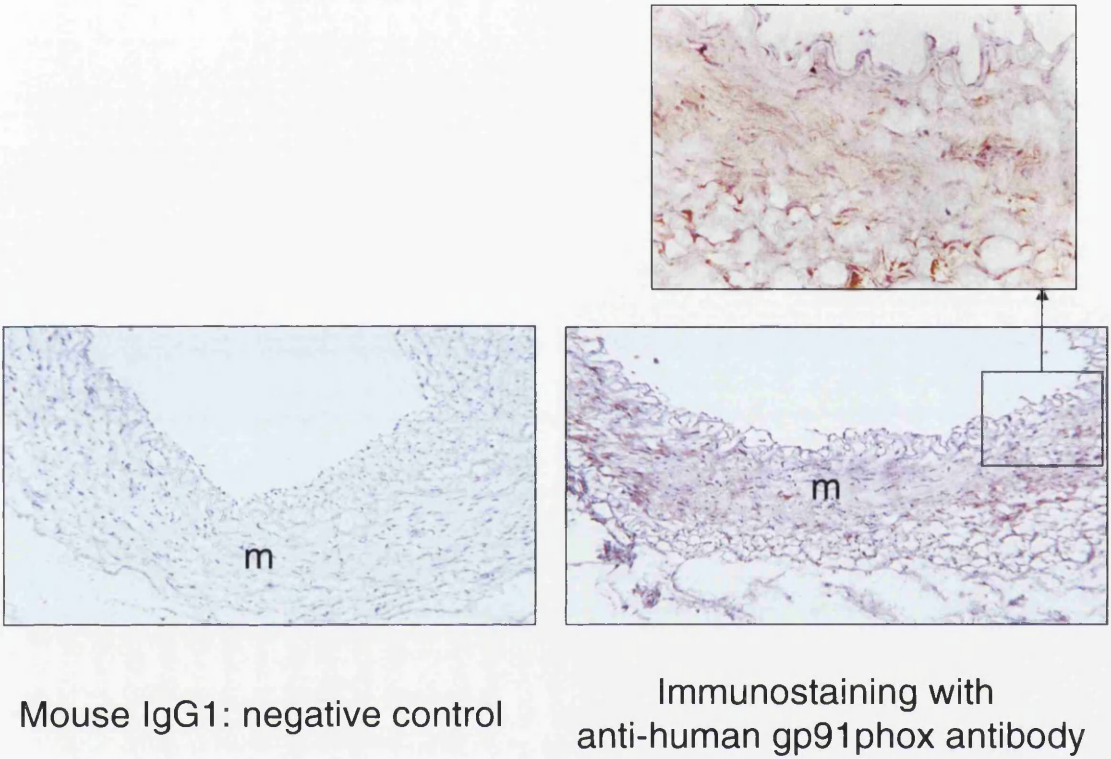 m
m
Mouse IgG1: negative control
Immunostaining with
anti-human gp91phox antibody